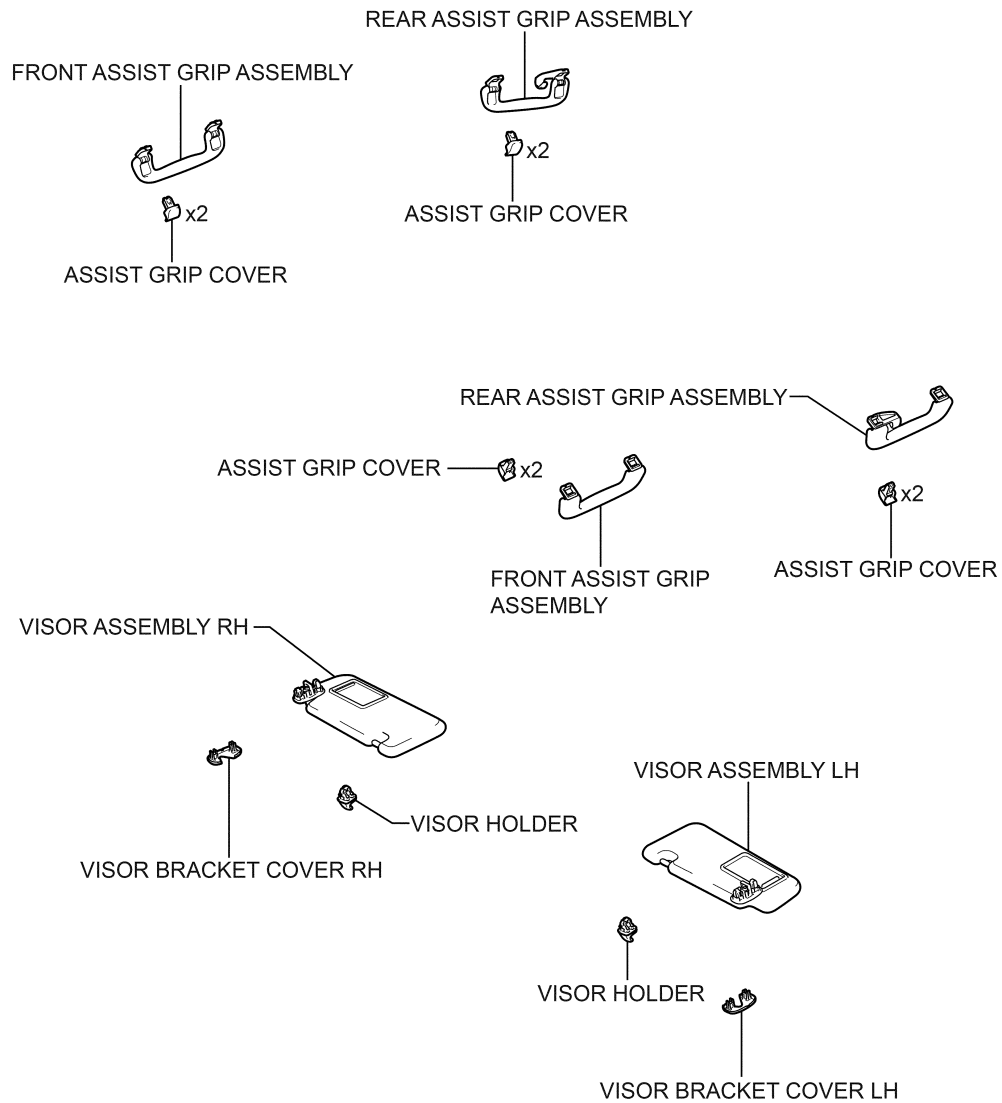 REAR ASSIST GRIP ASSEMBLY
FRONT ASSIST GRIP ASSEMBLY
x2
x2
ASSIST GRIP COVER
ASSIST GRIP COVER
REAR ASSIST GRIP ASSEMBLY
ASSIST GRIP COVER
x2
x2
ASSIST GRIP COVER
FRONT ASSIST GRIP
ASSEMBLY
VISOR ASSEMBLY RH
VISOR ASSEMBLY LH
VISOR HOLDER
VISOR BRACKET COVER RH
VISOR HOLDER
VISOR BRACKET COVER LH